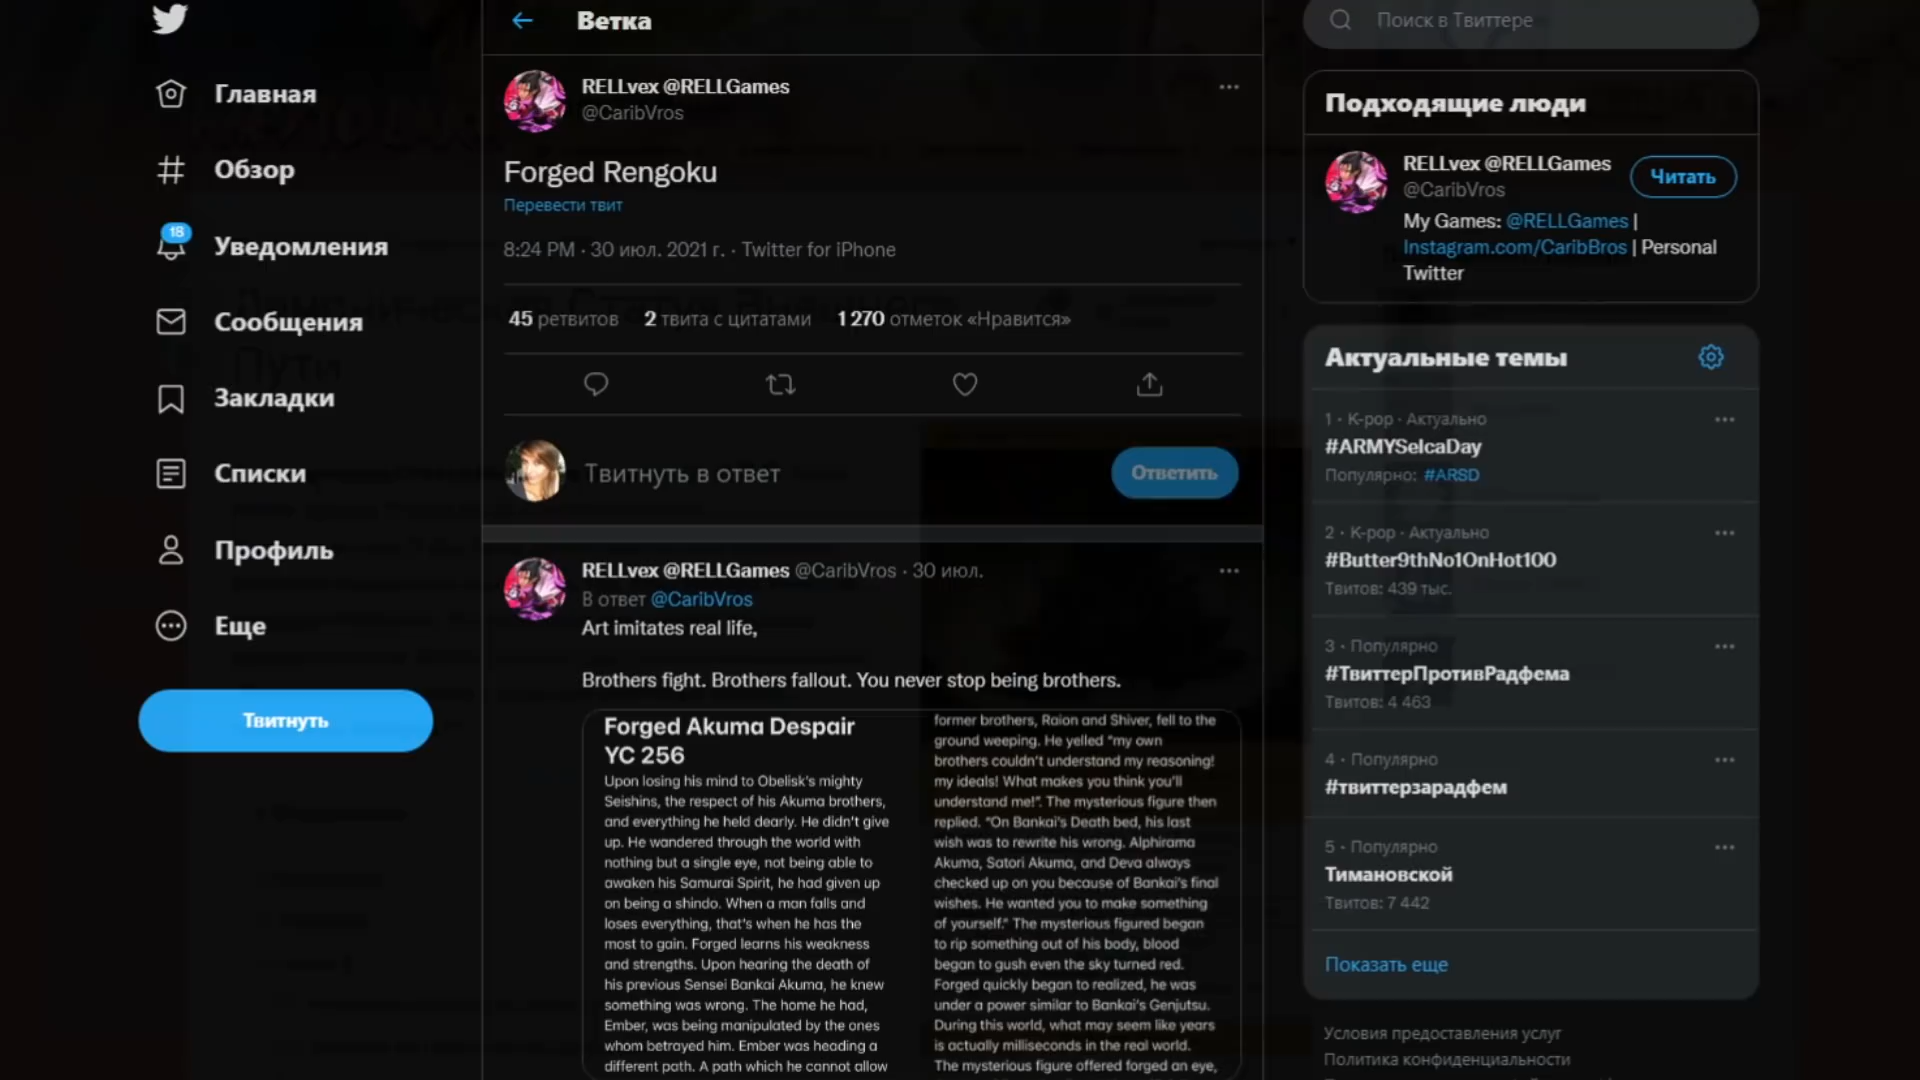 Главная
Обзор
18
Уведомления
Сообщения
Закладки
Списки
Профиль
Еще
Твитнуть
Ветка
RELLvex @RELLGames
@CaribVros
Forged Rengoku
Перевести твит
8:24 PM · 30 июл. 2021 г. · Twitter for iPhone
45 ретвитов 2 твита с цитатами 1 270 отметок «Нравится»
Твитнуть в ответ
Ответить
RELLvex @RELLGames @CaribVros · 30 июл.
В ответ @CaribVros
Art imitates real life,
Brothers fight. Brothers fallout. You never stop being brothers.
Forged Akuma Despair
YC 256
Upon losing his mind to Obelisk's mighty
Seishins, the respect of his Akuma brothers,
and everything he held dearly. He didn't give
up. He wandered through the world with
nothing but a single eye, not being able to
awaken his Samurai Spirit, he had given up
on being a shindo. When a man falls and
loses everything, that's when he has the
most to gain. Forged learns his weakness
and strengths. Upon hearing the death of
his previous Sensei Bankai Akuma, he knew
something was wrong. The home he had,
Ember, was being manipulated by the ones
whom betrayed him. Ember was heading a
different path. A path which he cannot allow
former brothers, Raion and Shiver, fell to the
ground weeping. He yelled “my own
brothers couldn't understand my reasoning!
my ideals! What makes you think you'll
understand me!”. The mysterious figure then
replied. “On Bankai's Death bed, his last
wish was to rewrite his wrong. Alphirama
Akuma, Satori Akuma, and Deva always
checked up on you because of Bankai's final
wishes. He wanted you to make something
of yourself.” The mysterious figured began
to rip something out of his body, blood
began to gush even the sky turned red.
Forged quickly began to realized, he was
under a power similar to Bankai's Genjutsu.
During this world, what may seem like years
is actually milliseconds in the real world.
The mysterious figure offered forged an eye,
Поиск в Твиттере
Подходящие люди
RELLvex @RELLGames
@CaribVros
Читать
My Games: @RELLGames |
Instagram.com/CaribBros | Personal
Twitter
Актуальные темы
1 · K-pop · Актуально
#ARMYSelcaDay
Популярно: #ARSD
2 · K-pop · Актуально
#Butter9thNo1OnHot100
Твитов: 439 тыс.
3 · Популярно
#ТвиттерПротивРадфема
Твитов: 4 463
4 · Популярно
#твиттерзарадфем
5 · Популярно
Тимановской
Твитов: 7 442
Показать еще
Условия предоставления услуг
Политика конфиденциальности